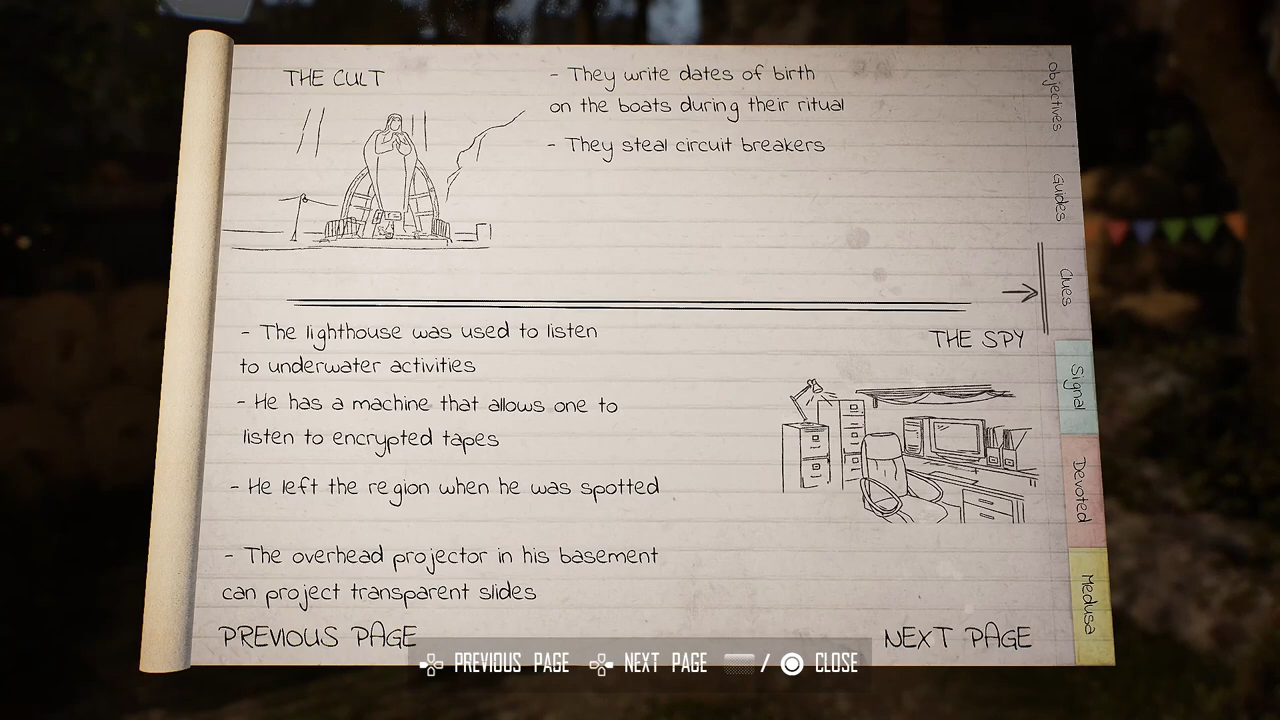 THE CULT
- They write dates of birth
on the boats during their ritual
- They steal circuit breakers
- The lighthouse was used to listen
to underwater activities
- He has a machine that allows one to
listen to encrypted tapes
- He left the region when he was spotted
- The overhead projector in his basement
can project transparent slides
THE SPY
PREVIOUS PAGE
NEXT PAGE
objectives
Guides
Clues
Signal
Devoted
Medusa
PREVIOUS PAGE NEXT PAGE / CLOSE